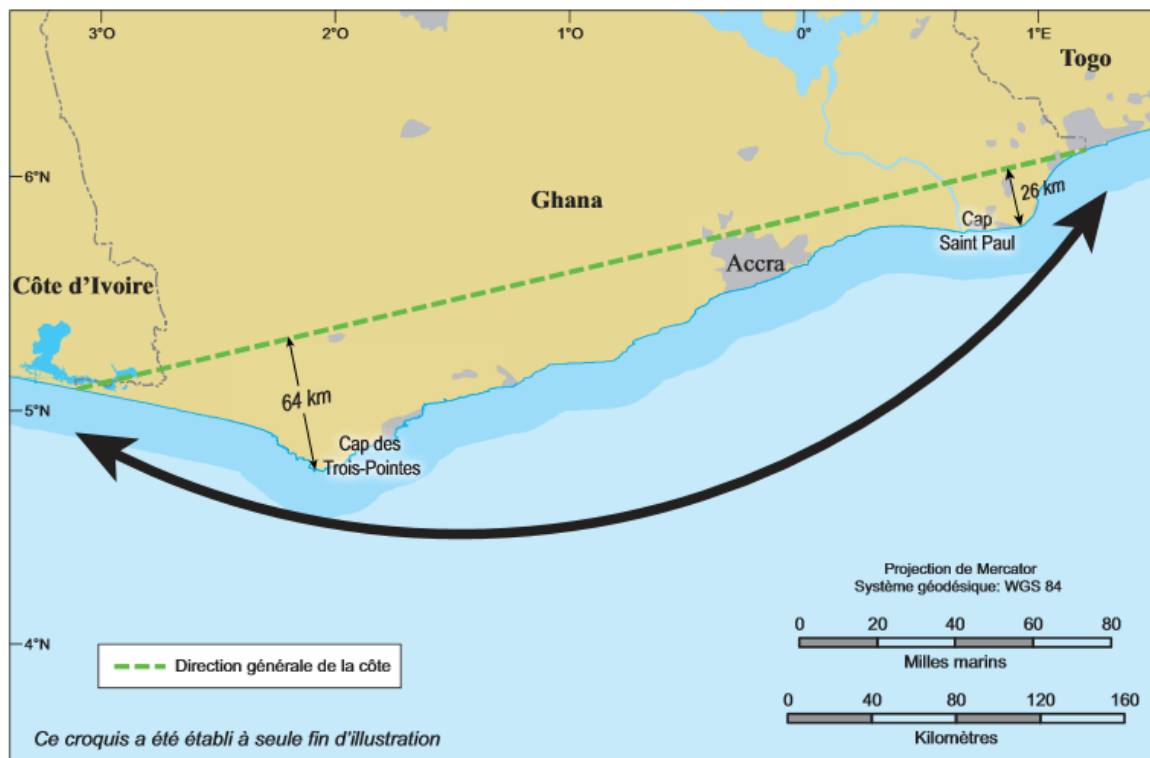 3°O
2°O
1°O
0°
1°E
Togo
6°N
Ghana
26 km
Cap
Saint Paul
Accra
Côte d'Ivoire
64 km
5°N
Cap des
Trois-Pointes
Projection de Mercator
Système géodésique: WGS 84
0 20 40 60 80
Milles marins
4°N
Direction générale de la côte
0 40 80 120 160
Kilomètres
Ce croquis a été établi à seule fin d'illustration